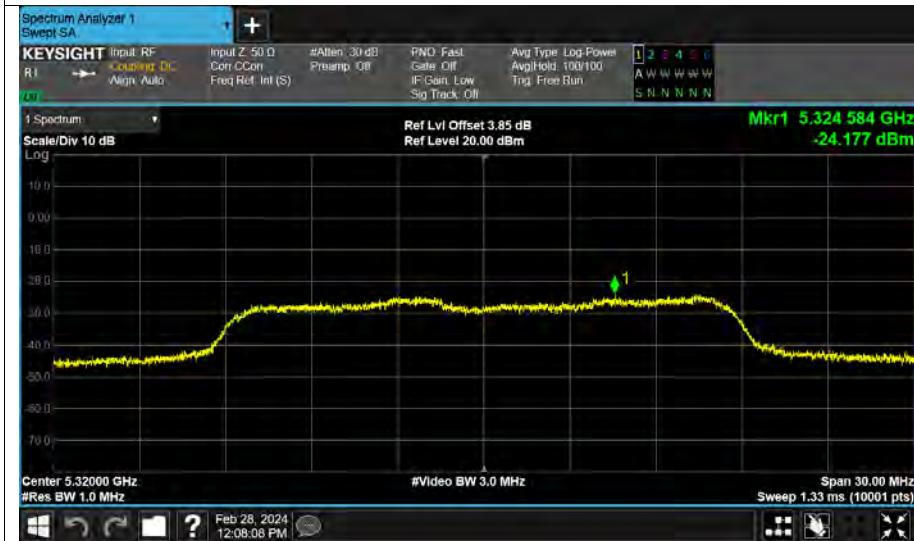 Spectrum Analyzer 1
Swept SA
+
KEYSIGHT Input: RF Input Z: 50 Ω #Atten: 30 dB PNO: Fast Avg Type: Log-Power 1 2 3 4 5 6
Coupling: DC Corr CCorr Preamp: Off Gate: Off Avg|Hold: 100/100 A W W W W W
Align: Auto Freq Ref: Int (S) IF Gain: Low Trig: Free Run S N N N N N
Sig Track: Off
1 Spectrum
Ref Lvl Offset 3.85 dB Mkr1 5.324 584 GHz
Scale/Div 10 dB Ref Level 20.00 dBm -24.177 dBm
Log
10.0
0.00
-10.0
-20.0
1
-30.0
-40.0
-50.0
-60.0
-70.0
Center 5.32000 GHz #Video BW 3.0 MHz Span 30.00 MHz
#Res BW 1.0 MHz Sweep 1.33 ms (10001 pts)
? Feb 28, 2024
12:08:08 PM